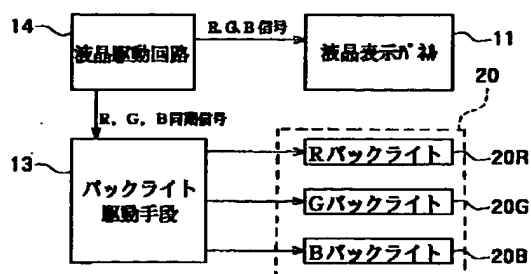 14
液晶駆動回路
R,G,B信号
液晶表示パネル
11
20
R，G，B同期信号
13
バックライト
駆動手段
Rバックライト
20R
Gバックライト
20G
Bバックライト
20B